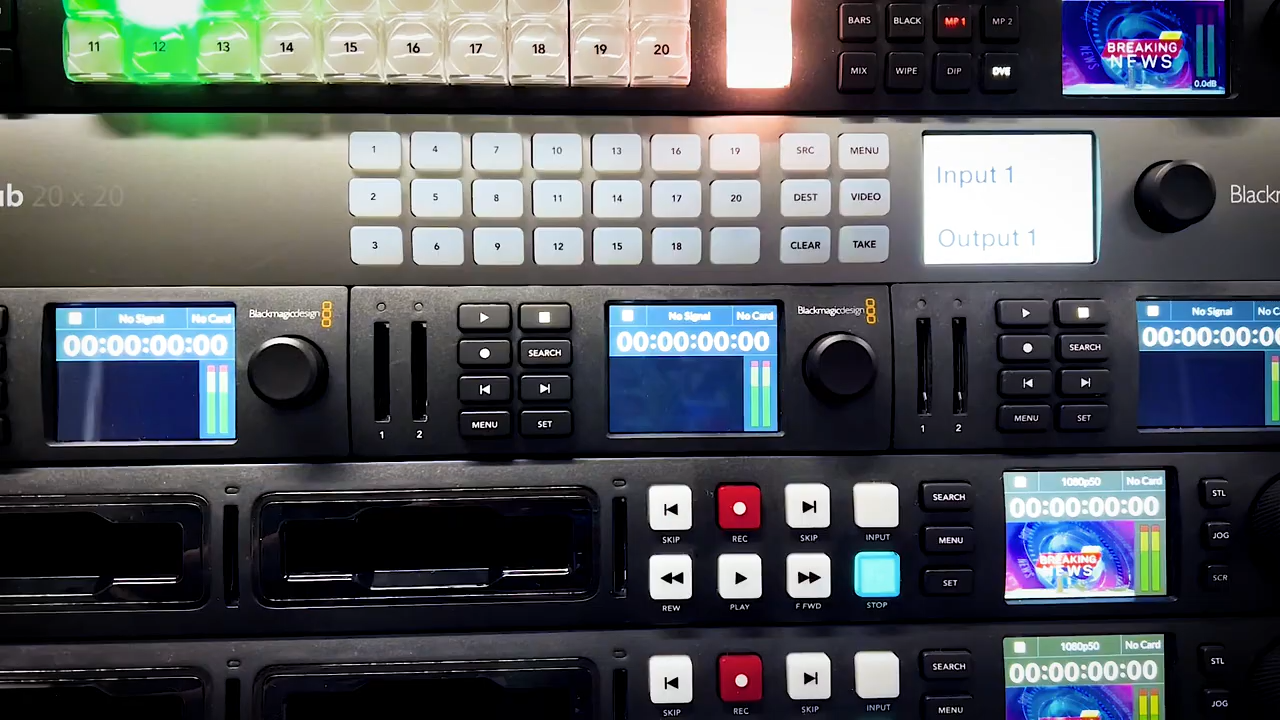 11 12 13 14 15 16 17 18 19 20
BARS BLACK MP 1 MP 2
MIX WIPE DIP DVE
BREAKING
NEWS
0.0dB
ub 20 x 20
1 4 7 10 13 16 19 SRC MENU
2 5 8 11 14 17 20 DEST VIDEO
3 6 9 12 15 18 CLEAR TAKE
Input 1
Output 1
Blackm
No Signal No Card
00:00:00:00
Blackmagicdesign
1 2
SEARCH
MENU SET
No Signal No Card
00:00:00:00
Blackmagicdesign
1 2
SEARCH
MENU SET
No Signal No C
00:00:00:0
SKIP REC SKIP INPUT
REW PLAY F FWD STOP
SEARCH
MENU
SET
1080p50 No Card
00:00:00:00
BREAKING
NEWS
STL
JOG
SCR
SKIP REC SKIP INPUT
SEARCH
MENU
1080p50 No Card
00:00:00:00
STL
JOG